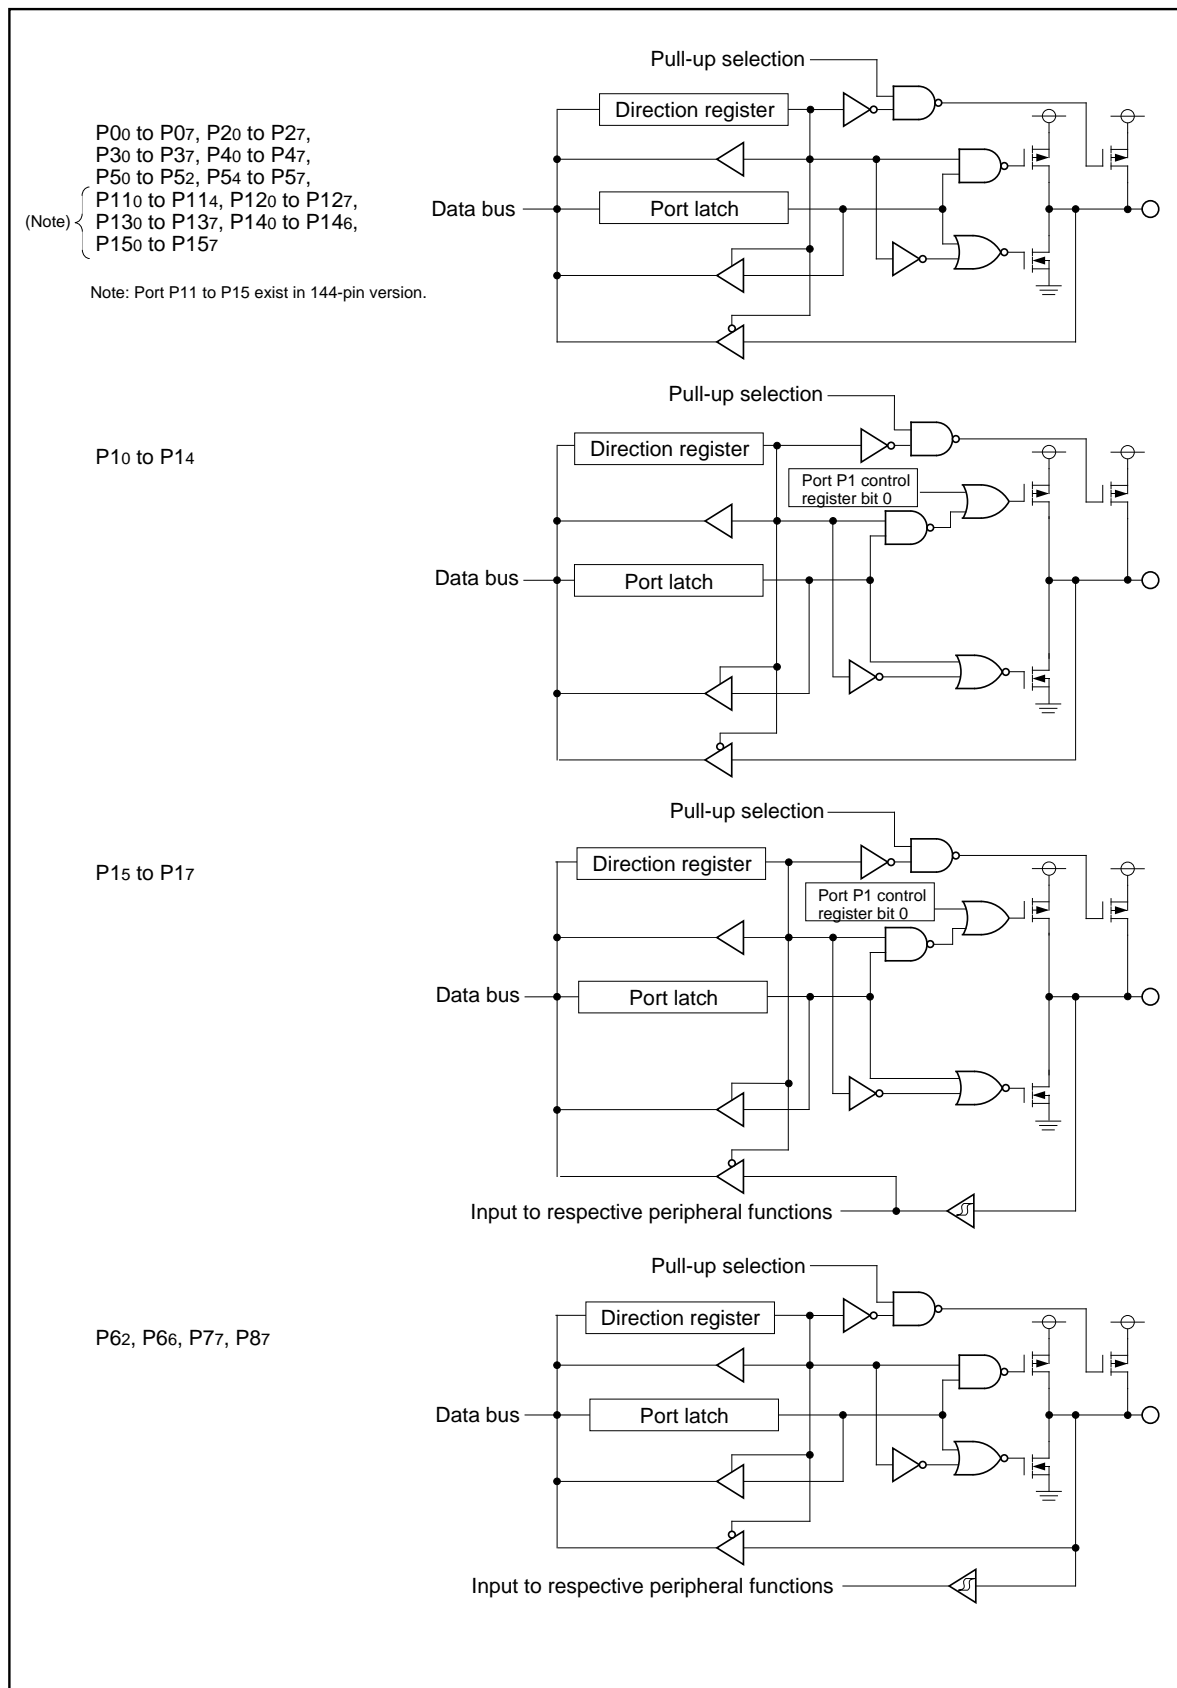 Pull-up selection
Direction register
P00 to P07, P20 to P27,
P30 to P37, P40 to P47,
P50 to P52, P54 to P57,
(Note)
P110 to P114, P120 to P127,
P130 to P137, P140 to P146,
P150 to P157
Data bus
Port latch
Note: Port P11 to P15 exist in 144-pin version.
Pull-up selection
P10 to P14
Direction register
Port P1 control
register bit 0
Data bus
Port latch
Pull-up selection
P15 to P17
Direction register
Port P1 control
register bit 0
Data bus
Port latch
Input to respective peripheral functions
Pull-up selection
P62, P66, P77, P87
Direction register
Data bus
Port latch
Input to respective peripheral functions